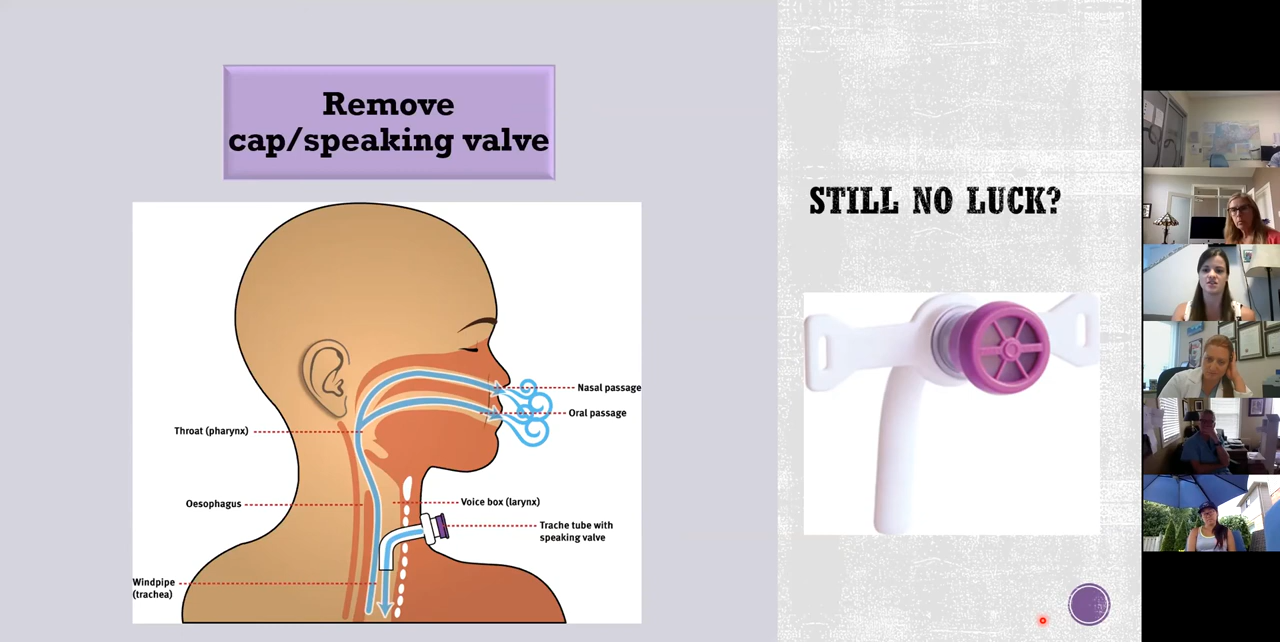 Remove
cap/speaking valve
Nasal passage
Oral passage
Throat (pharynx)
Oesophagus
Voice box (larynx)
Trache tube with
speaking valve
Windpipe
(trachea)
STILL NO LUCK?